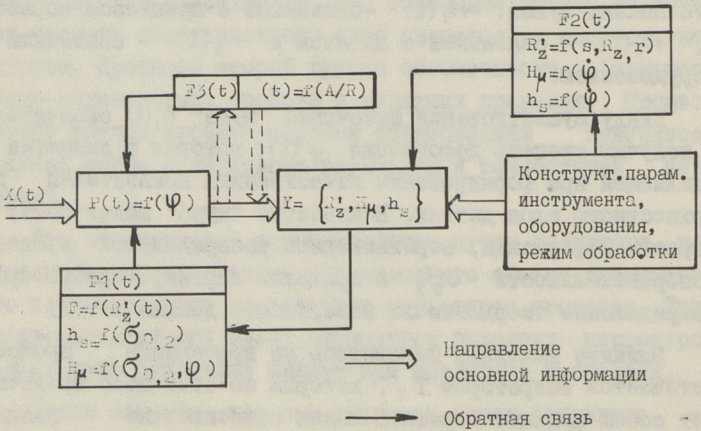 F2(t)
R'z=f(s,Rz,r)
Hμ=f(φ̇)
hs=f(φ)
F3(t) (t)=f(A/R)
X(t)
F(t)=f(φ)
Y= {R'z,Hμ,hs}
Конструкт.парам.
инструмента,
оборудования,
режим обработки
F1(t)
F=f(R'z(t))
hs=f(σ0,2)
Hμ=f(σ0,2,φ)
Направление
основной информации
Обратная связь